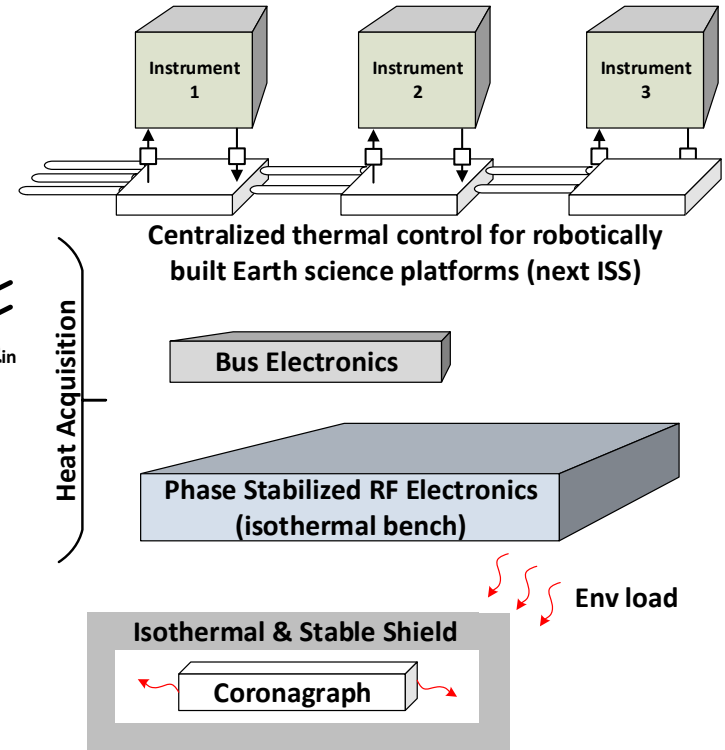 Instrument
1
Instrument
2
Instrument
3
Centralized thermal control for robotically
built Earth science platforms (next ISS)
Heat Acquisition
in
Bus Electronics
Phase Stabilized RF Electronics
(isothermal bench)
Env load
Isothermal & Stable Shield
Coronagraph